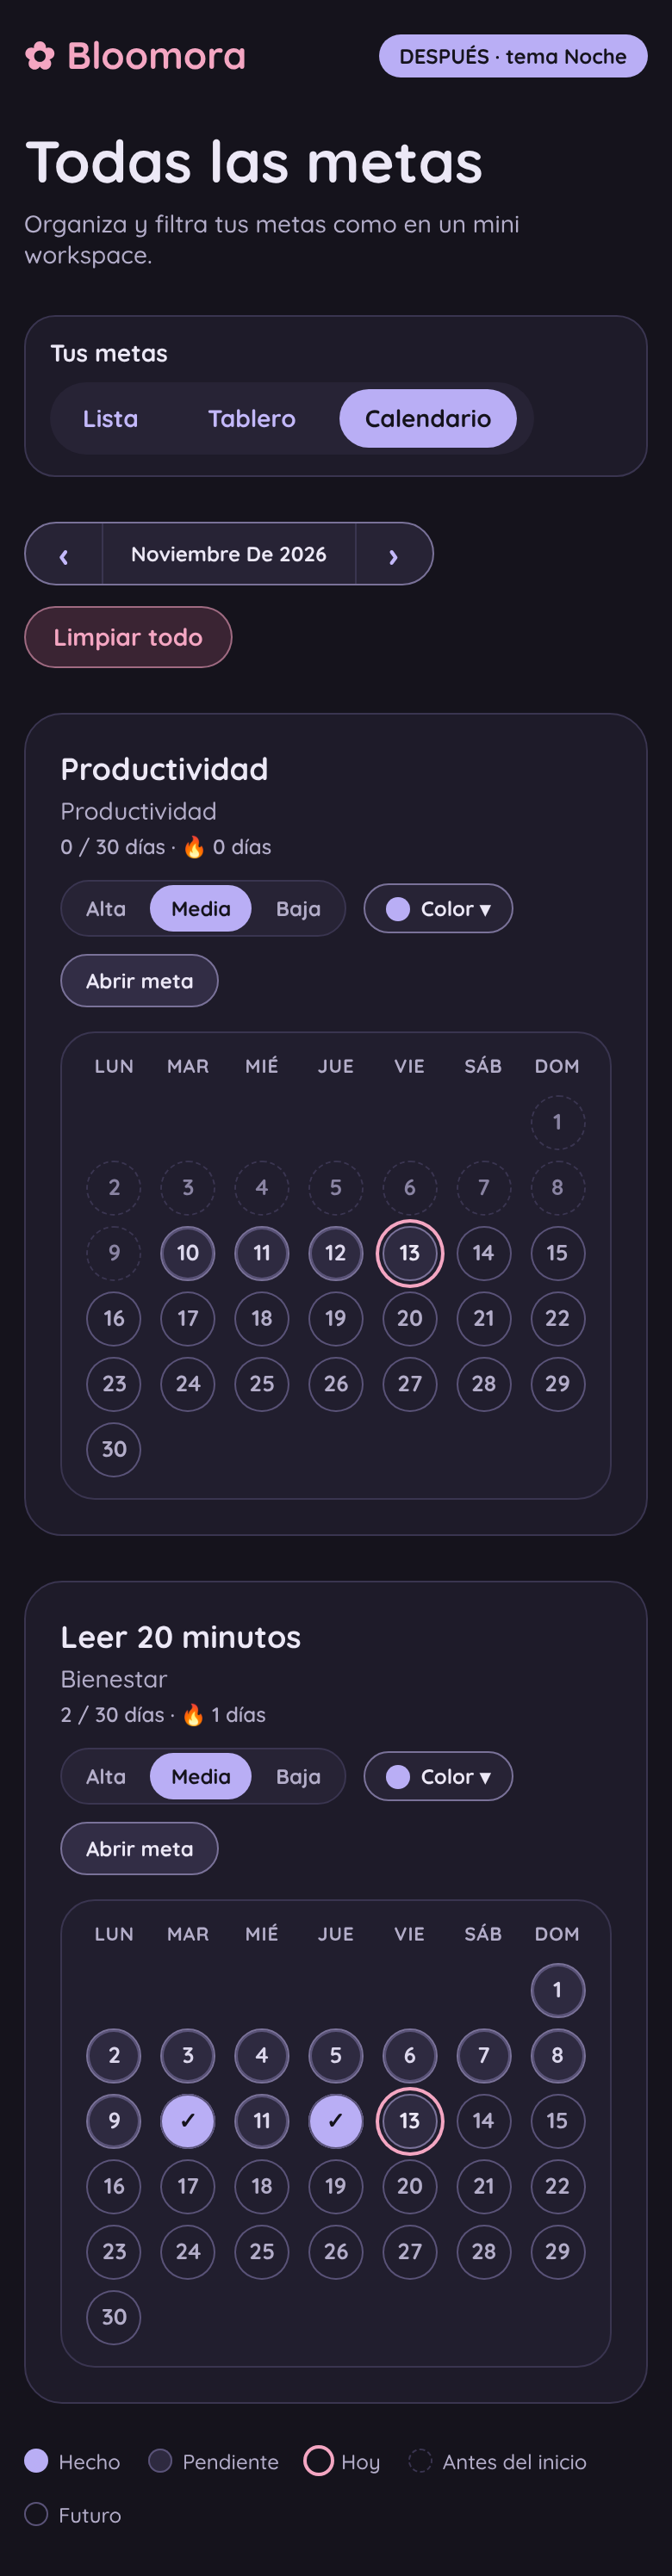 ✿ Bloomora
DESPUÉS · tema Noche
Todas las metas
Organiza y filtra tus metas como en un mini
workspace.
Tus metas
Lista Tablero Calendario
‹ Noviembre De 2026 ›
Limpiar todo
Productividad
Productividad
0 / 30 días · 🔥 0 días
Alta Media Baja Color ▾
Abrir meta
LUN MAR MIÉ JUE VIE SÁB DOM
1
2 3 4 5 6 7 8
9 10 11 12 13 14 15
16 17 18 19 20 21 22
23 24 25 26 27 28 29
30
Leer 20 minutos
Bienestar
2 / 30 días · 🔥 1 días
Alta Media Baja Color ▾
Abrir meta
LUN MAR MIÉ JUE VIE SÁB DOM
1
2 3 4 5 6 7 8
9 ✓ 11 ✓ 13 14 15
16 17 18 19 20 21 22
23 24 25 26 27 28 29
30
Hecho Pendiente Hoy Antes del inicio
Futuro